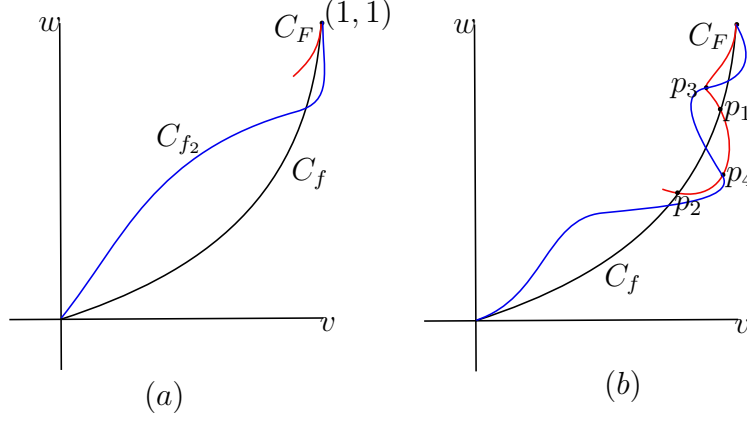 w
C_F
(1, 1)
C_{f_2}
C_f
v
(a)
w
C_F
p_3
p_1
p_4
p_2
C_f
v
(b)